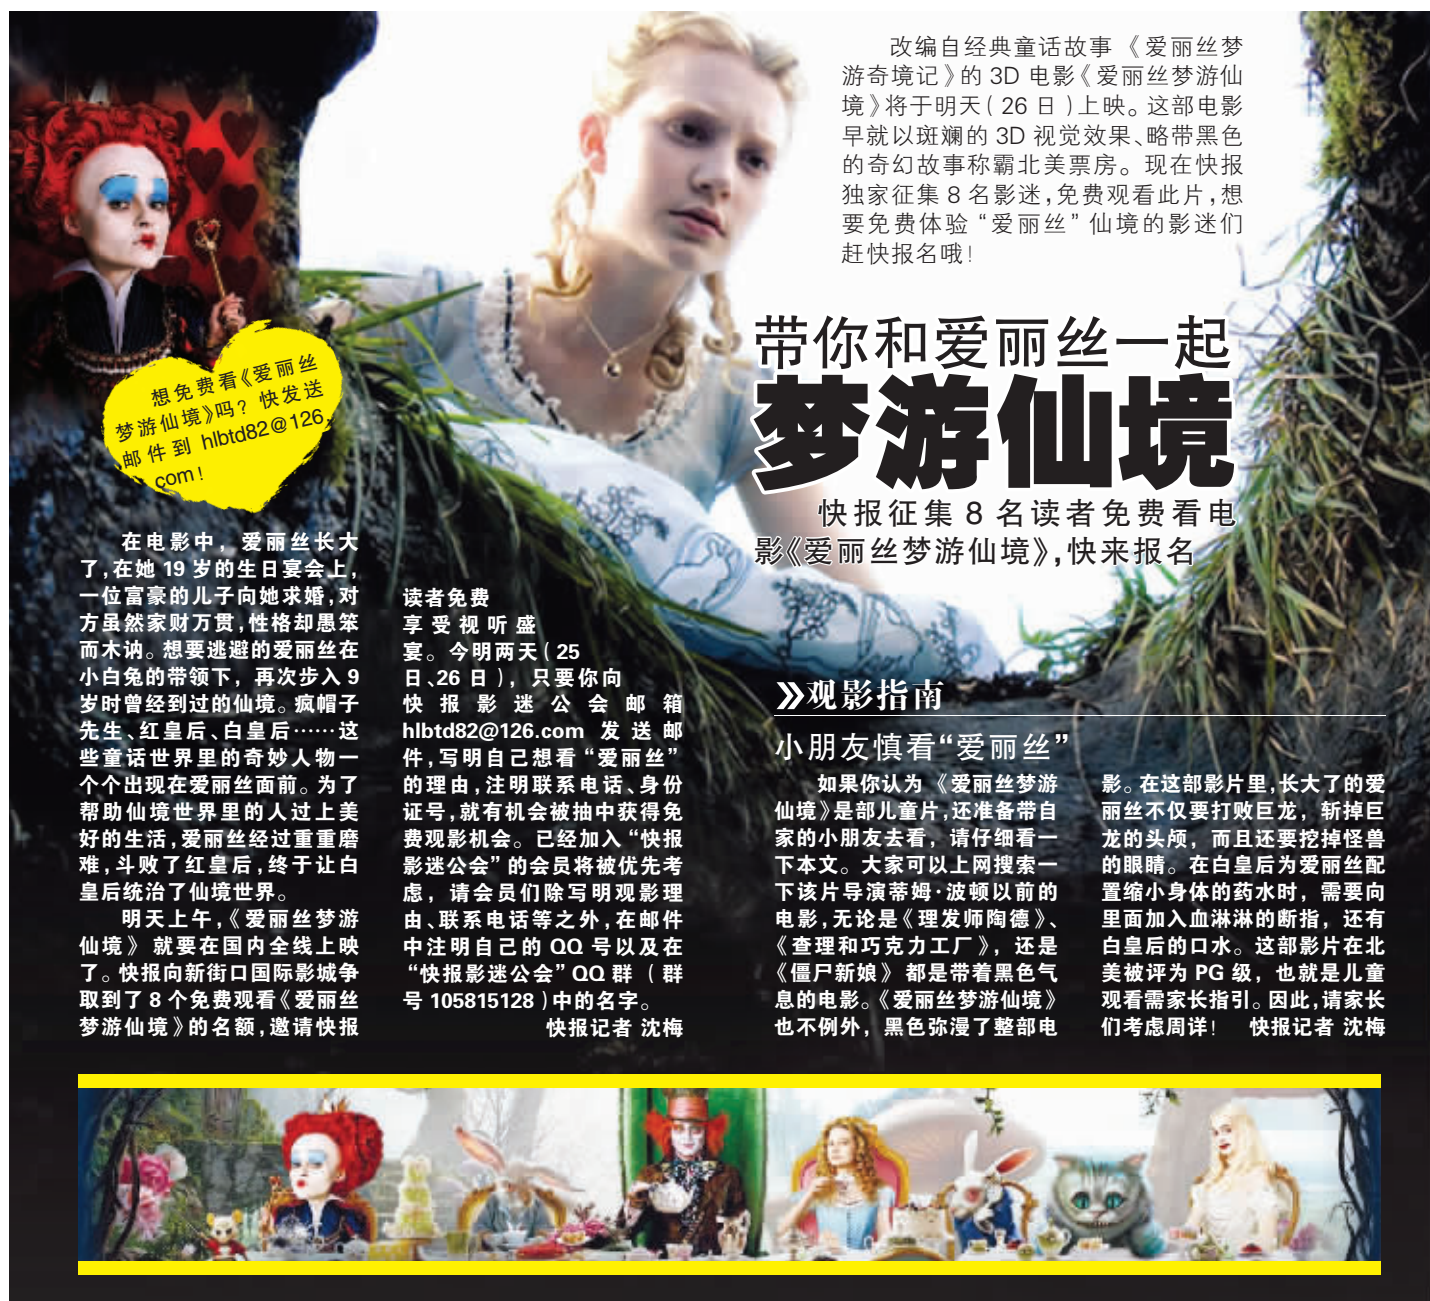 改编自经典童话故事《爱丽丝梦
游奇境记》的 3D 电影《爱丽丝梦游仙
境》将于明天(26 日)上映。这部电影
早就以斑斓的 3D 视觉效果、略带黑色
的奇幻故事称霸北美票房。现在快报
独家征集 8 名影迷,免费观看此片,想
要免费体验“爱丽丝”仙境的影迷们
赶快报名哦!
带你和爱丽丝一起
梦游仙境
快报征集 8 名读者免费看电
影《爱丽丝梦游仙境》,快来报名
想免费看《爱丽丝
梦游仙境》吗?快发送
邮件到 hlbtd82@126.
com!
在电影中,爱丽丝长大
了,在她 19 岁的生日宴会上,
一位富豪的儿子向她求婚,对
方虽然家财万贯,性格却愚笨
而木讷。想要逃避的爱丽丝在
小白兔的带领下,再次步入 9
岁时曾经到过的仙境。疯帽子
先生、红皇后、白皇后……这
些童话世界里的奇妙人物一
个个出现在爱丽丝面前。为了
帮助仙境世界里的人过上美
好的生活,爱丽丝经过重重磨
难,斗败了红皇后,终于让白
皇后统治了仙境世界。
明天上午,《爱丽丝梦游
仙境》就要在国内全线上映
了。快报向新街口国际影城争
取到了 8 个免费观看《爱丽丝
梦游仙境》的名额,邀请快报
读者免费
享受视听盛
宴。今明两天(25
日、26 日),只要你向
快报影迷公会邮箱
hlbtd82@126.com 发送邮
件,写明自己想看“爱丽丝”
的理由,注明联系电话、身份
证号,就有机会被抽中获得免
费观影机会。已经加入“快报
影迷公会”的会员将被优先考
虑,请会员们除写明观影理
由、联系电话等之外,在邮件
中注明自己的 QQ 号以及在
“快报影迷公会”QQ 群(群
号 105815128)中的名字。
快报记者 沈梅
观影指南
小朋友慎看“爱丽丝”
如果你认为《爱丽丝梦游
仙境》是部儿童片,还准备带自
家的小朋友去看,请仔细看一
下本文。大家可以上网搜索一
下该片导演蒂姆·波顿以前的
电影,无论是《理发师陶德》、
《查理和巧克力工厂》,还是
《僵尸新娘》都是带着黑色气
息的电影。《爱丽丝梦游仙境》
也不例外,黑色弥漫了整部电
影。在这部影片里,长大了的爱
丽丝不仅要打败巨龙,斩掉巨
龙的头颅,而且还要挖掉怪兽
的眼睛。在白皇后为爱丽丝配
置缩小身体的药水时,需要向
里面加入血淋淋的断指,还有
白皇后的口水。这部影片在北
美被评为 PG 级,也就是儿童
观看需家长指引。因此,请家长
们考虑周详! 快报记者 沈梅